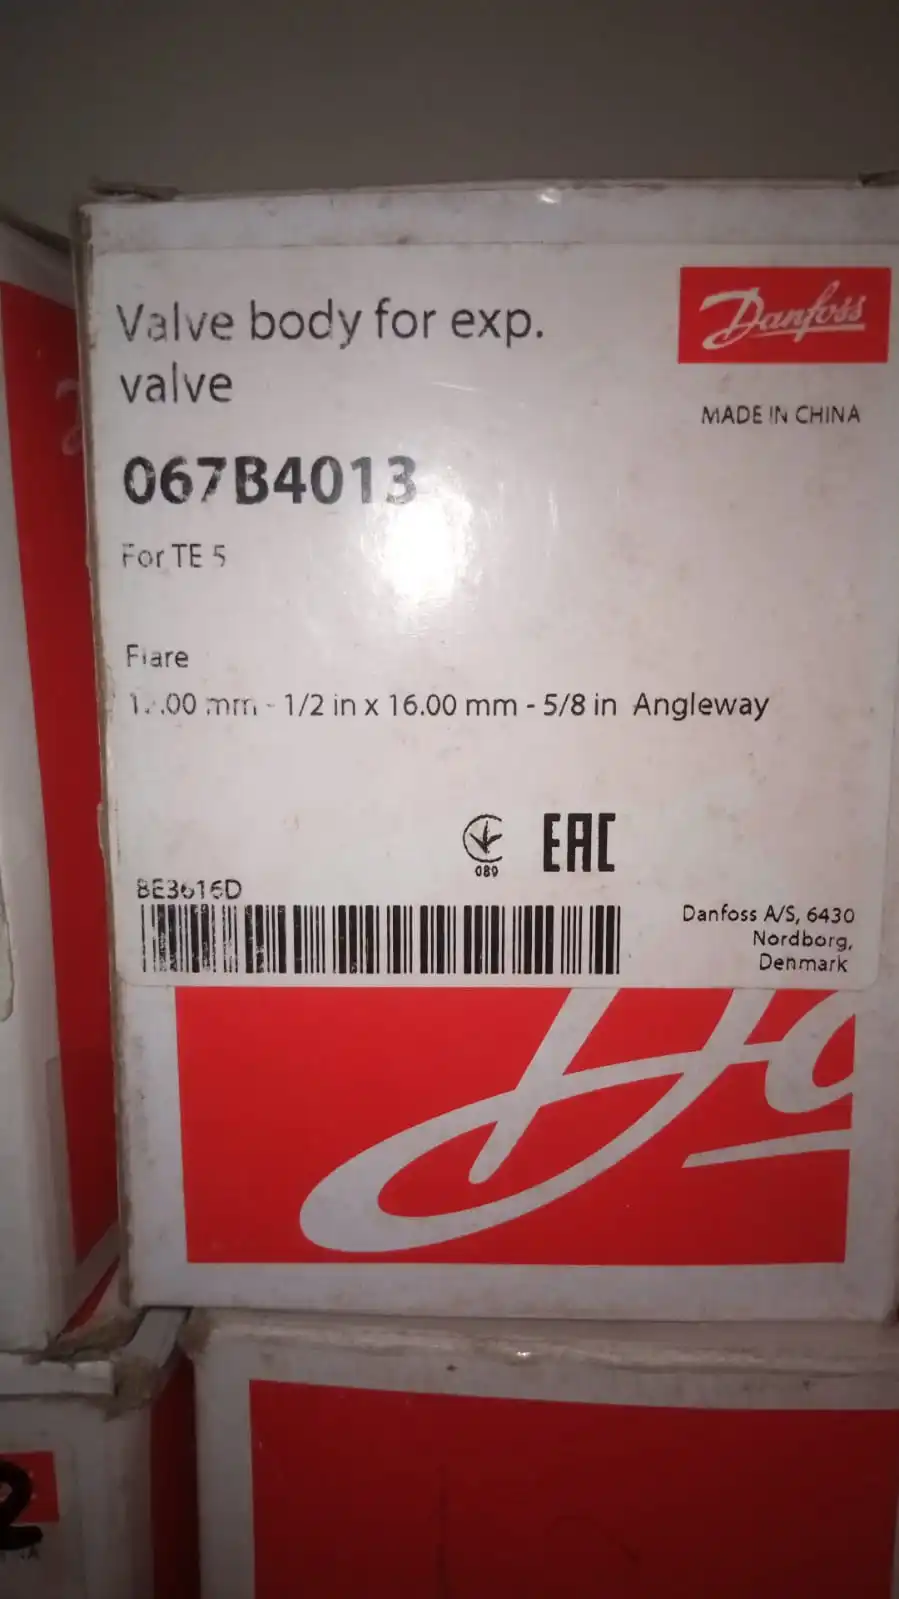 Valve body for exp.
valve
Danfoss
MADE IN CHINA
067B4013
For TE 5
Flare
mm - 1/2 in x 16.00 mm - 5/8 in Angleway
089
EAC
8E3616D
Danfoss A/S, 6430
Nordborg,
Denmark